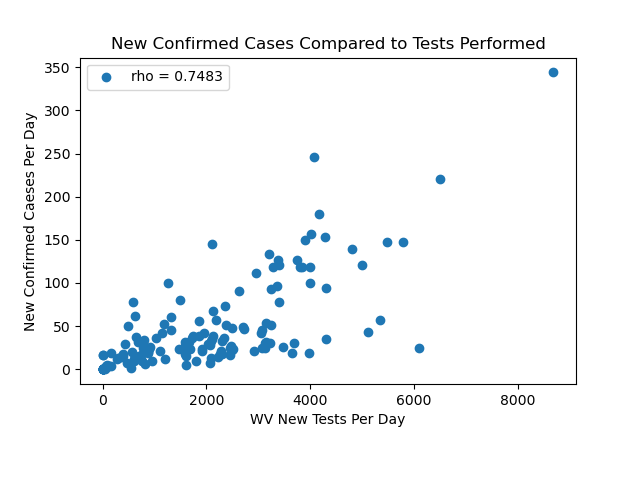 New Confirmed Cases Compared to Tests Performed
rho = 0.7483
New Confirmed Caeses Per Day
350
300
250
200
150
100
50
0
0 2000 4000 6000 8000
WV New Tests Per Day